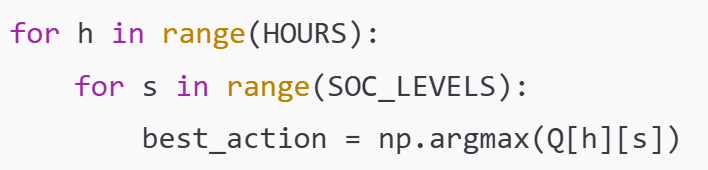 for h in range(HOURS):
    for s in range(SOC_LEVELS):
        best_action = np.argmax(Q[h][s])